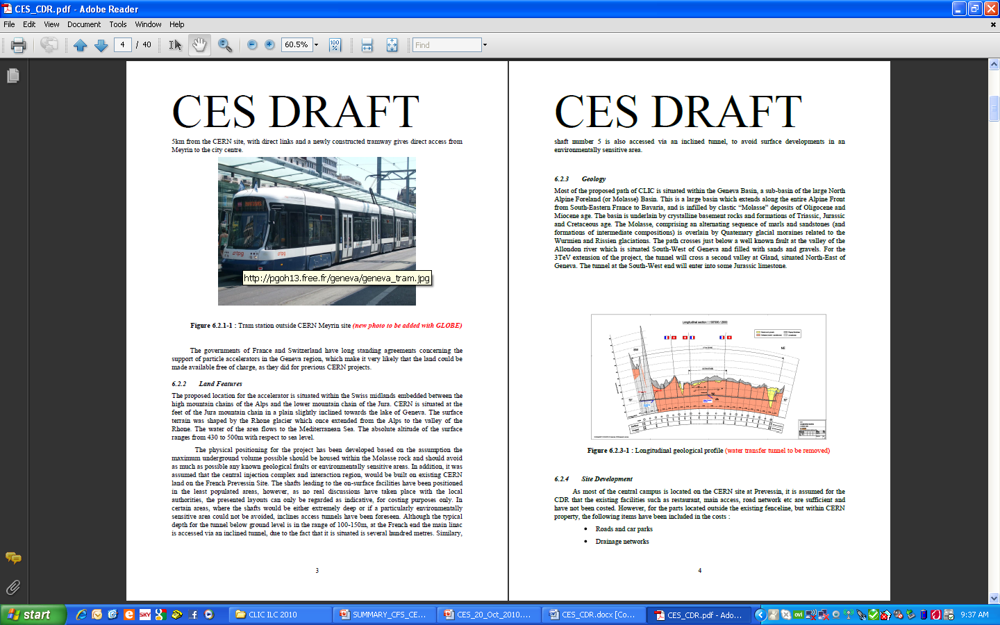 CES_CDR.pdf - Adobe Reader
File Edit View Document Tools Window Help
4 / 40 60.5% Find
CES DRAFT
5km from the CERN site, with direct links and a newly constructed tramway gives direct access from
Meyrin to the city centre.
tpg
http://pgoh13.free.fr/geneva/geneva_tram.jpg
Figure 6.2.1-1 : Tram station outside CERN Meyrin site (new photo to be added with GLOBE)
The governments of France and Switzerland have long standing agreements concerning the
support of particle accelerators in the Geneva region, which make it very likely that the land could be
made available free of charge, as they did for previous CERN projects.
6.2.2 Land Features
The proposed location for the accelerator is situated within the Swiss midlands embedded between the
high mountain chains of the Alps and the lower mountain chain of the Jura. CERN is situated at the
feet of the Jura mountain chain in a plain slightly inclined towards the lake of Geneva. The surface
terrain was shaped by the Rhone glacier which once extended from the Alps to the valley of the
Rhone. The water of the area flows to the Mediterranean Sea. The absolute altitude of the surface
ranges from 430 to 500m with respect to sea level.
The physical positioning for the project has been developed based on the assumption the
maximum underground volume possible should be housed within the Molasse rock and should avoid
as much as possible any known geological faults or environmentally sensitive areas. In addition, it was
assumed that the central injection complex and interaction region, would be built on existing CERN
land on the French Prevessin Site. The shafts leading to the on-surface facilities have been positioned
in the least populated areas, however, as no real discussions have taken place with the local
authorities, the presented layouts can only be regarded as indicative, for costing purposes only. In
certain areas, where the shafts would be either extremely deep or if a particularly environmentally
sensitive area could not be avoided, inclines access tunnels have been foreseen. Although the typical
depth for the tunnel below ground level is in the range of 100-150m, at the French end the main linac
is accessed via an inclined tunnel, due to the fact that it is situated is several hundred metres. Similary,
3
CES DRAFT
shaft number 5 is also accessed via an inclined tunnel, to avoid surface developments in an
environmentally sensitive area.
6.2.3 Geology
Most of the proposed path of CLIC is situated within the Geneva Basin, a sub-basin of the large North
Alpine Foreland (or Molasse) Basin. This is a large basin which extends along the entire Alpine Front
from South-Eastern France to Bavaria, and is infilled by clastic “Molasse” deposits of Oligocene and
Miocene age. The basin is underlain by crystalline basement rocks and formations of Triassic, Jurassic
and Cretaceous age. The Molasse, comprising an alternating sequence of marls and sandstones (and
formations of intermediate compositions) is overlain by Quaternary glacial moraines related to the
Wurmien and Rissien glaciations. The path crosses just below a well known fault at the valley of the
Allondon river which is situated South-West of Geneva and filled with sands and gravels. For the
3TeV extension of the project, the tunnel will cross a second valley at Gland, situated North-East of
Geneva. The tunnel at the South-West end will enter into some Jurassic limestone.
NE
Figure 6.2.3-1 : Longitudinal geological profile (water transfer tunnel to be removed)
6.2.4 Site Development
As most of the central campus is located on the CERN site at Prevessin, it is assumed for the
CDR that the existing facilities such as restaurant, main access, road network etc are sufficient and
have not been costed. However, for the parts located outside the existing fenceline, but within CERN
property, the following items have been included in the costs :
• Roads and car parks
• Drainage networks
4
start SKY CLIC ILC 2010 SUMMARY_CFS_CE... CES_20_Oct_2010.... CES_CDR.docx [Co... CES_CDR.pdf - Ado... ovi 9:37 AM